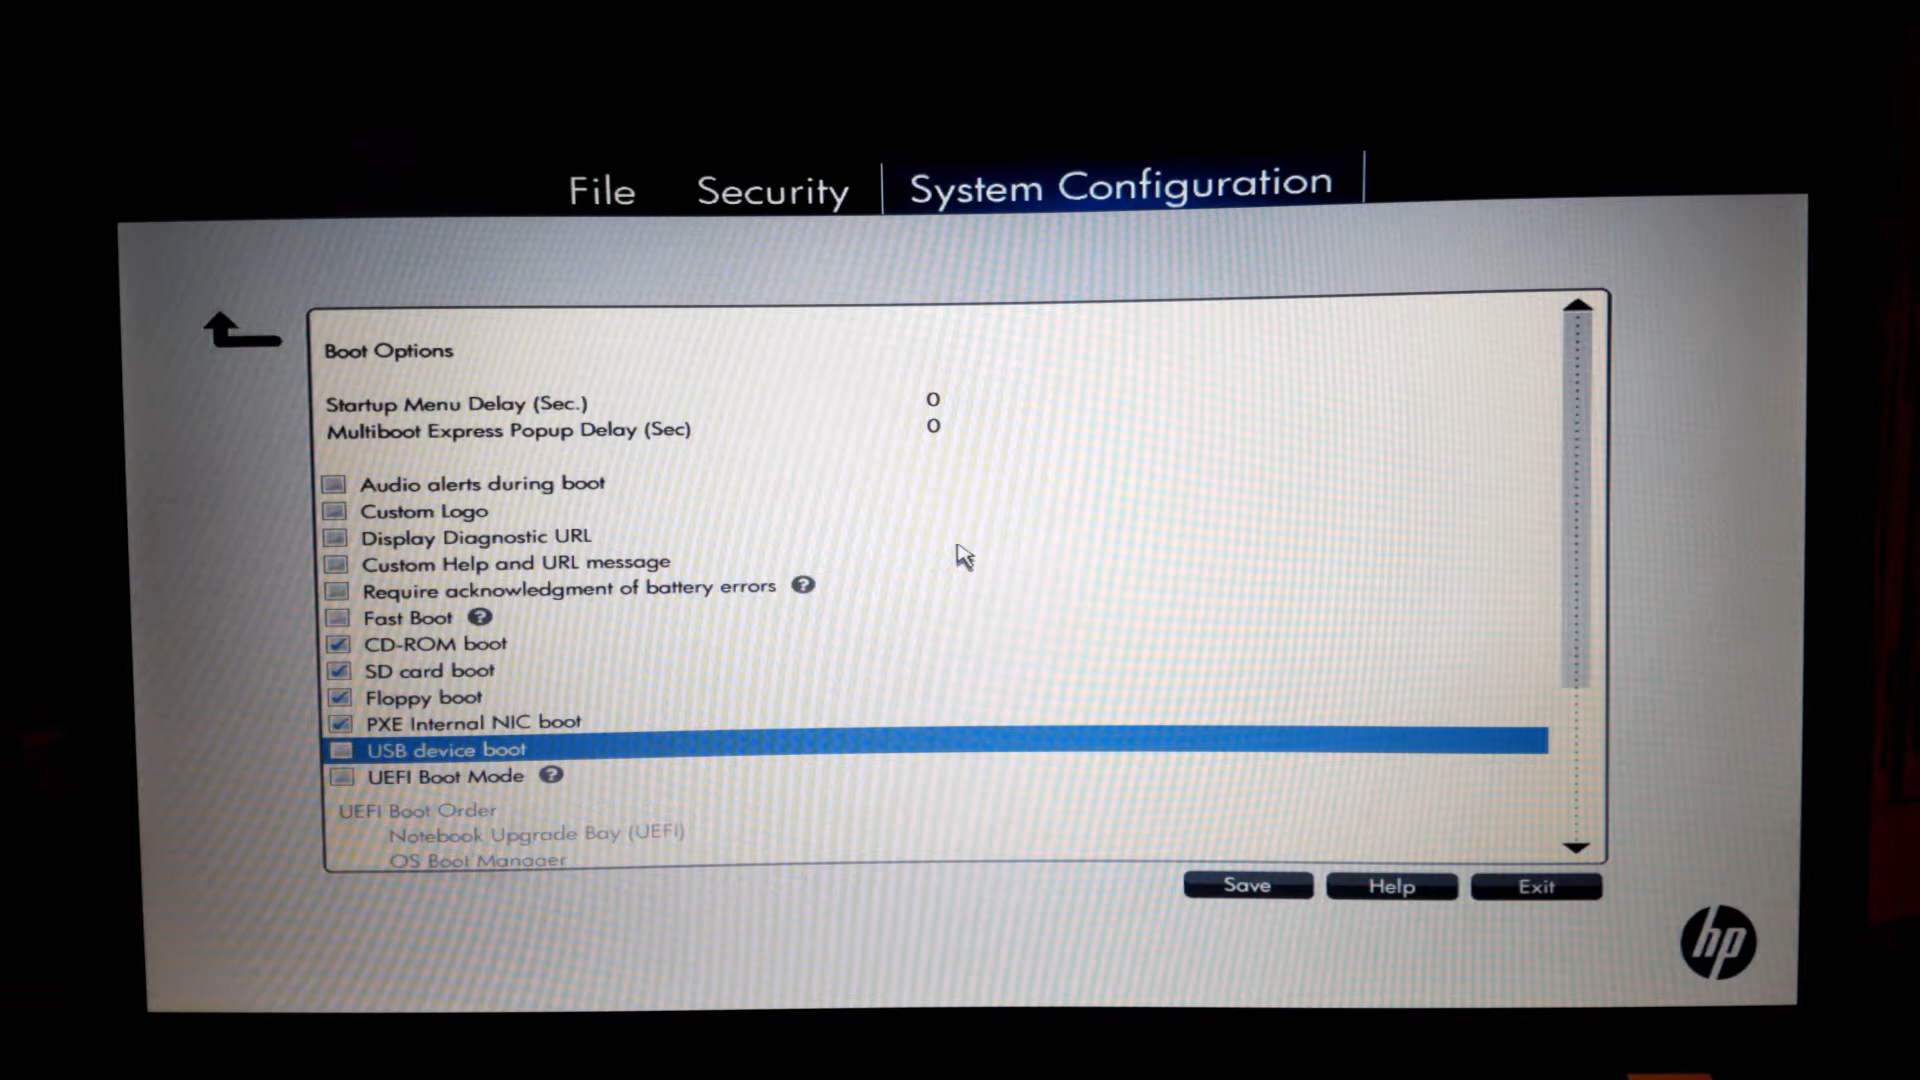 File
Security
System Configuration
Boot Options
Startup Menu Delay (Sec.) 0
Multiboot Express Popup Delay (Sec) 0
Audio alerts during boot
Custom Logo
Display Diagnostic URL
Custom Help and URL message
Require acknowledgment of battery errors ?
Fast Boot ?
CD-ROM boot
SD card boot
Floppy boot
PXE Internal NIC boot
USB device boot
UEFI Boot Mode ?
UEFI Boot Order
Notebook Upgrade Bay (UEFI)
OS Boot Manager
Save
Help
Exit
hp